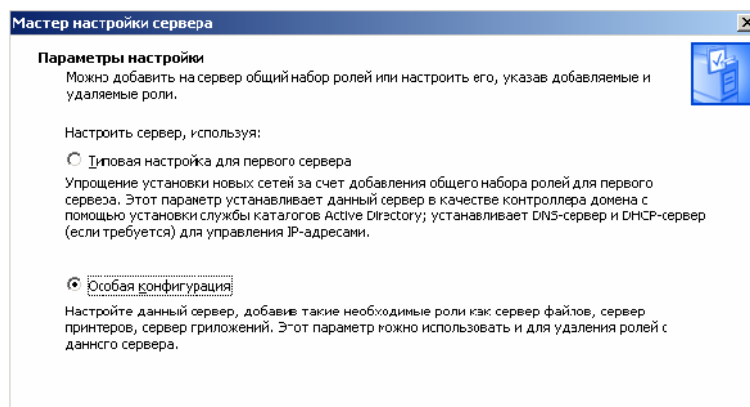 Мастер настройки сервера
Параметры настройки
Можно добавить на сервер общий набор ролей или настроить его, указав добавляемые и
удаляемые роли.
Настроить сервер, используя:
Типовая настройка для первого сервера
Упрощение установки новых сетей за счет добавления общего набора ролей для первого
сервера. Этот параметр устанавливает данный сервер в качестве контроллера домена с
помощью установки службы каталогов Active Directory; устанавливает DNS-сервер и DHCP-сервер
(если требуется) для управления IP-адресами.
Особая конфигурация
Настройте данный сервер, добавив такие необходимые роли как сервер файлов, сервер
принтеров, сервер приложений. Этот параметр можно использовать и для удаления ролей с
данного сервера.